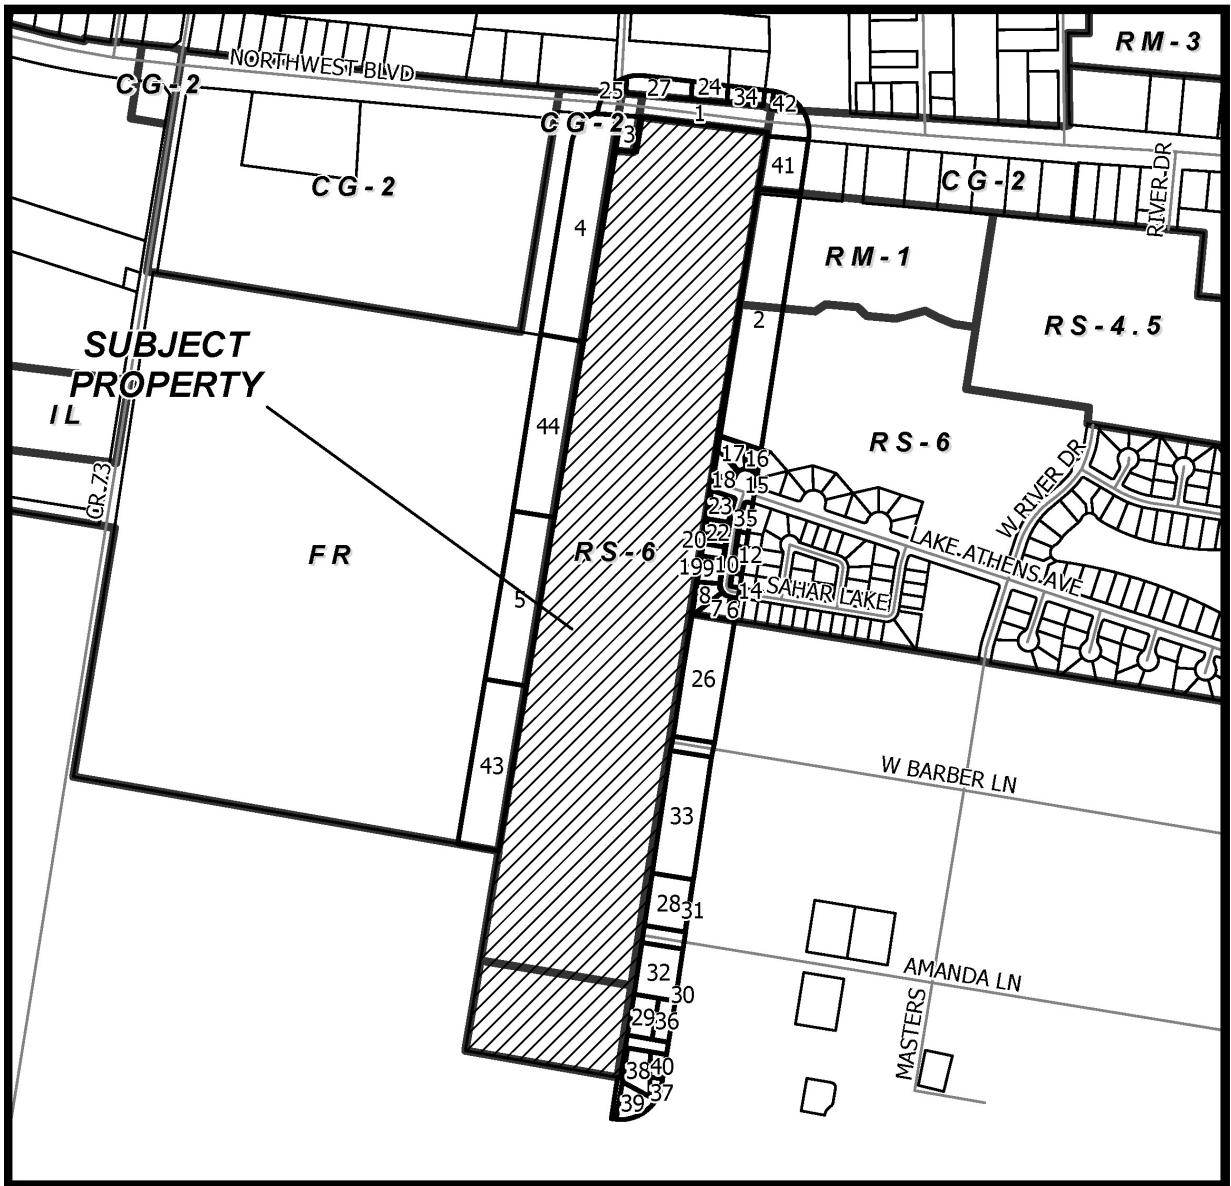 RM-3
NORTHWEST BLVD
CG-2
25
27
24
34
42
1
CG-2
3
41
CG-2
CG-2
RIVER DR
4
RM-1
2
RS-4.5
SUBJECT
PROPERTY
IL
44
RS-6
17
16
18
15
W RIVER DR
CR 73
23
35
20
22
LAKE ATHENS AVE
FR
RS-6
12
19
9
10
5
8
14
SAHAR LAKE
7
6
26
43
W BARBER LN
33
28
31
32
AMANDA LN
30
29
36
MASTERS
38
40
37
39